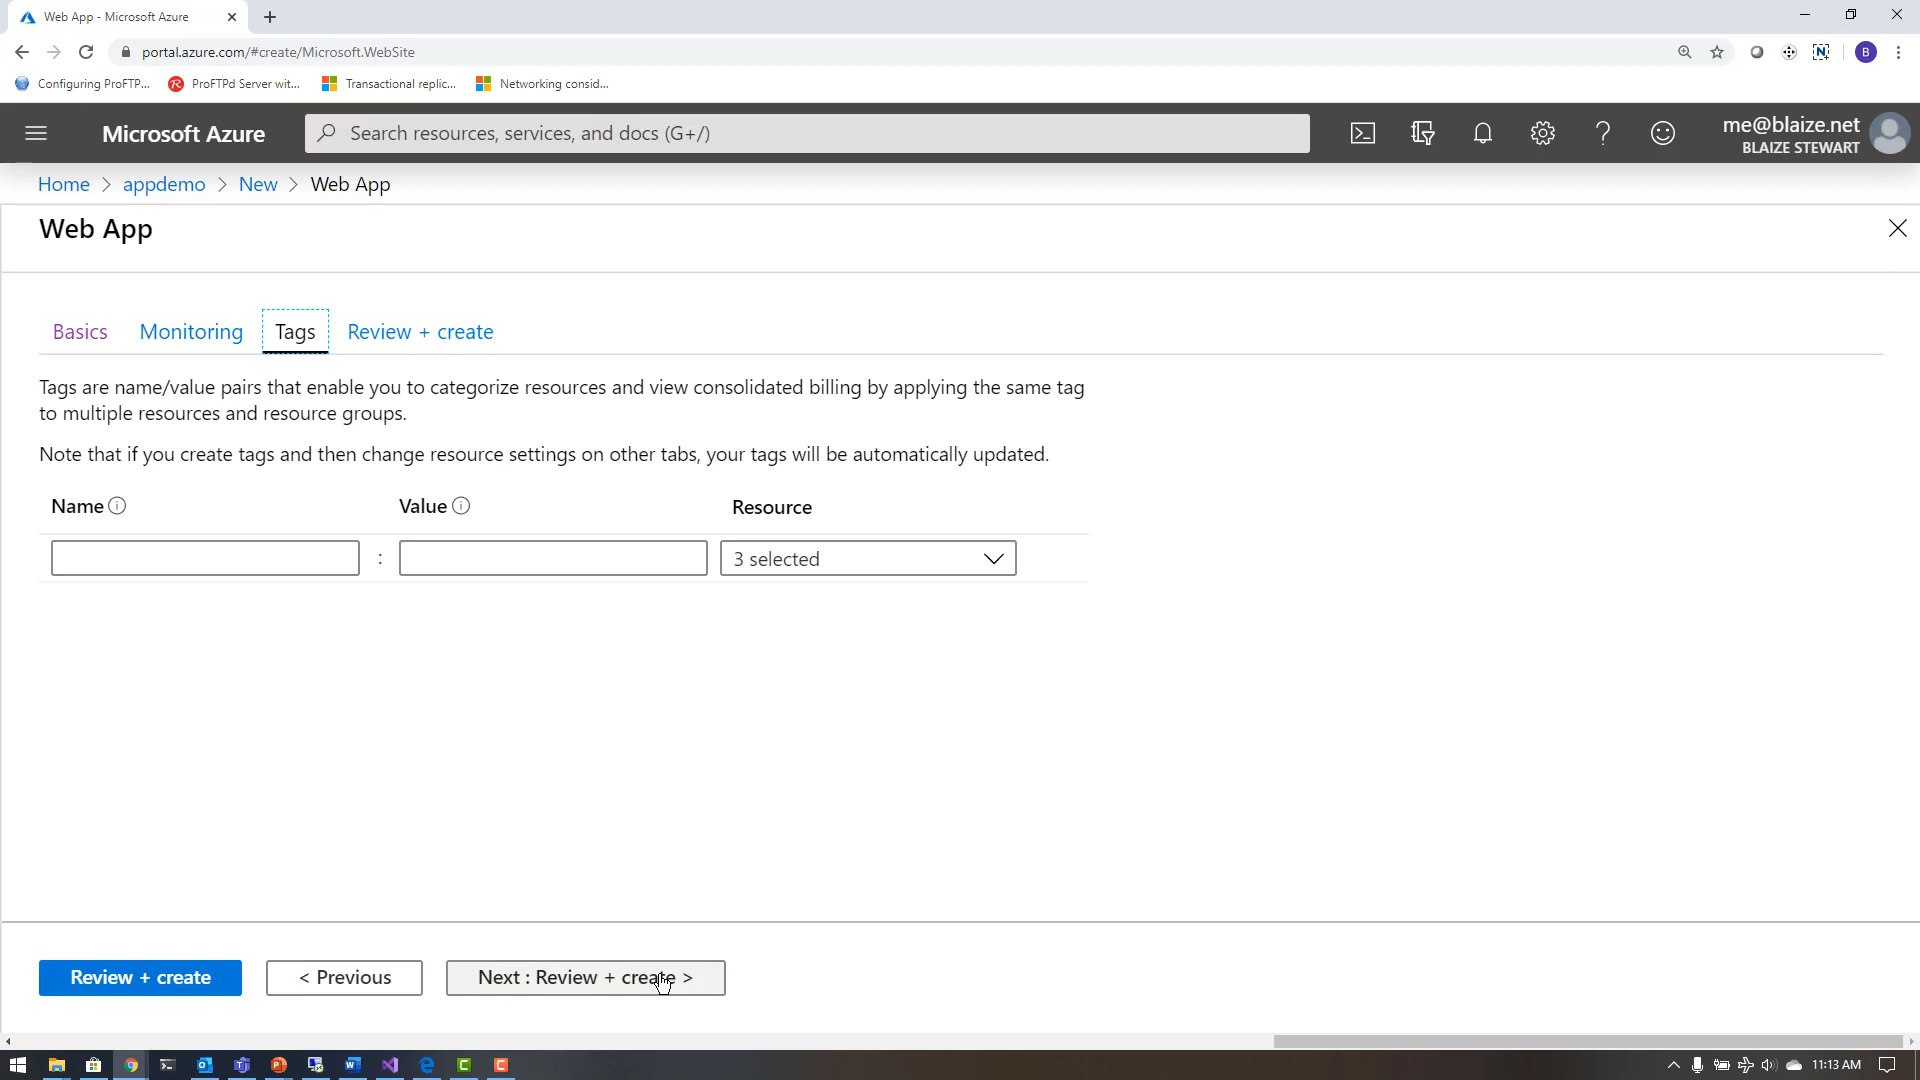 Web App - Microsoft Azure
portal.azure.com/#create/Microsoft.WebSite
B
Configuring ProFTP...
ProFTPd Server wit...
Transactional replic...
Networking consid...
Microsoft Azure
Search resources, services, and docs (G+/)
me@blaize.net
BLAIZE STEWART
Home > appdemo > New > Web App
Web App
Basics
Monitoring
Tags
Review + create
Tags are name/value pairs that enable you to categorize resources and view consolidated billing by applying the same tag
to multiple resources and resource groups.
Note that if you create tags and then change resource settings on other tabs, your tags will be automatically updated.
Name
Value
Resource
:
3 selected
Review + create
< Previous
Next : Review + create >
11:13 AM